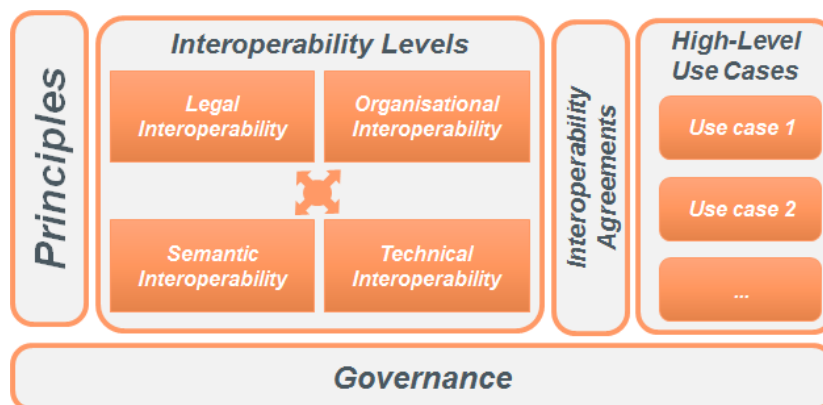 Principles
Interoperability Levels
Legal
Interoperability
Organisational
Interoperability
Semantic
Interoperability
Technical
Interoperability
Interoperability
Agreements
High-Level
Use Cases
Use case 1
Use case 2
...
Governance